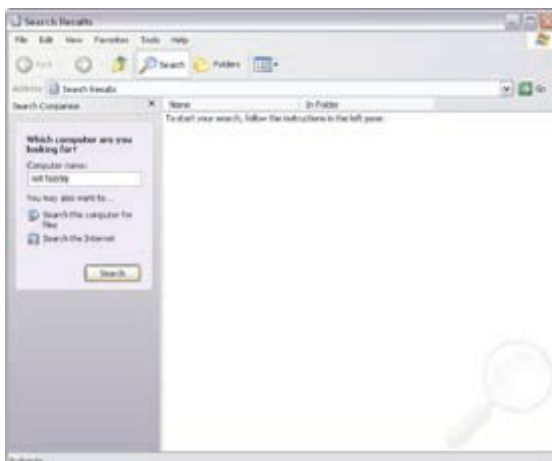 Search Results
File Edit View Favorites Tools Help
Back Search Folders
Address Search Results Go
Search Companion × Name In Folder
To start your search, follow the instructions in the left pane.
Which computer are you
looking for?
Computer name:
You may also want to...
Search this computer for
files
Search the Internet
Search